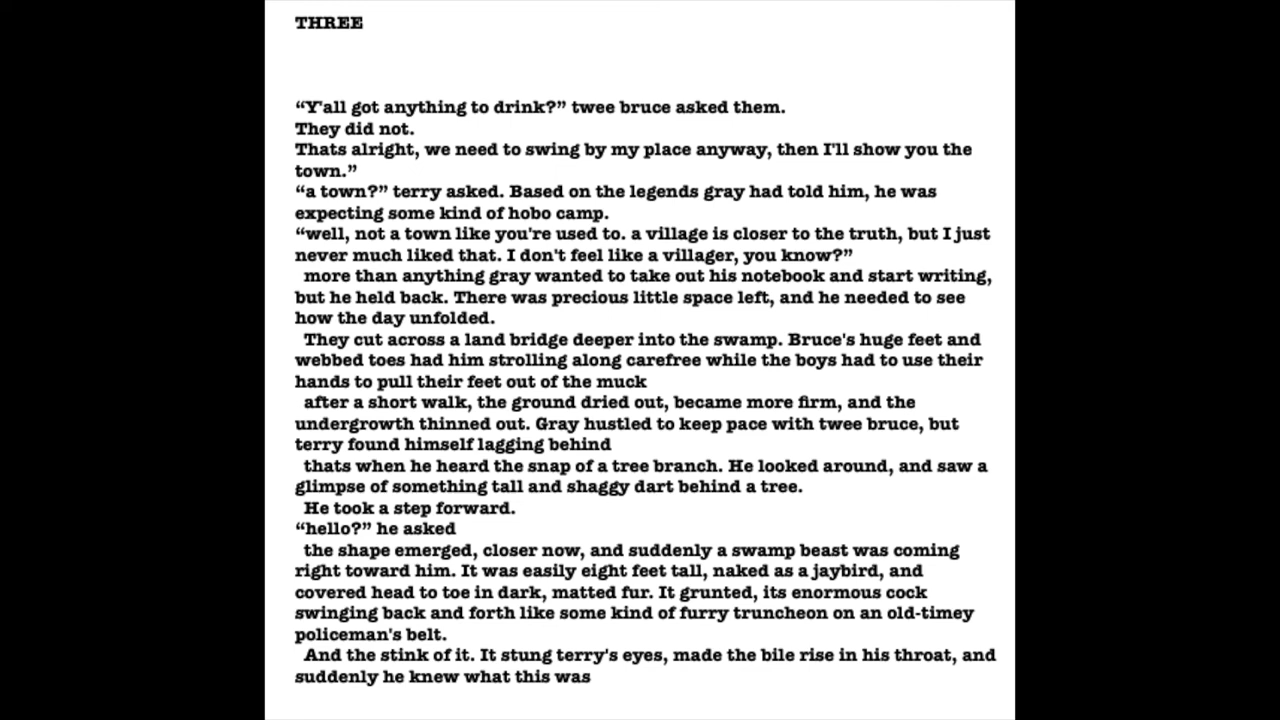 THREE
“Y'all got anything to drink?” twee bruce asked them.
They did not.
Thats alright, we need to swing by my place anyway, then I'll show you the
town.”
“a town?” terry asked. Based on the legends gray had told him, he was
expecting some kind of hobo camp.
“well, not a town like you're used to. a village is closer to the truth, but I just
never much liked that. I don't feel like a villager, you know?”
more than anything gray wanted to take out his notebook and start writing,
but he held back. There was precious little space left, and he needed to see
how the day unfolded.
They cut across a land bridge deeper into the swamp. Bruce's huge feet and
webbed toes had him strolling along carefree while the boys had to use their
hands to pull their feet out of the muck
after a short walk, the ground dried out, became more firm, and the
undergrowth thinned out. Gray hustled to keep pace with twee bruce, but
terry found himself lagging behind
thats when he heard the snap of a tree branch. He looked around, and saw a
glimpse of something tall and shaggy dart behind a tree.
He took a step forward.
“hello?” he asked
the shape emerged, closer now, and suddenly a swamp beast was coming
right toward him. It was easily eight feet tall, naked as a jaybird, and
covered head to toe in dark, matted fur. It grunted, its enormous cock
swinging back and forth like some kind of furry truncheon on an old-timey
policeman's belt.
And the stink of it. It stung terry's eyes, made the bile rise in his throat, and
suddenly he knew what this was